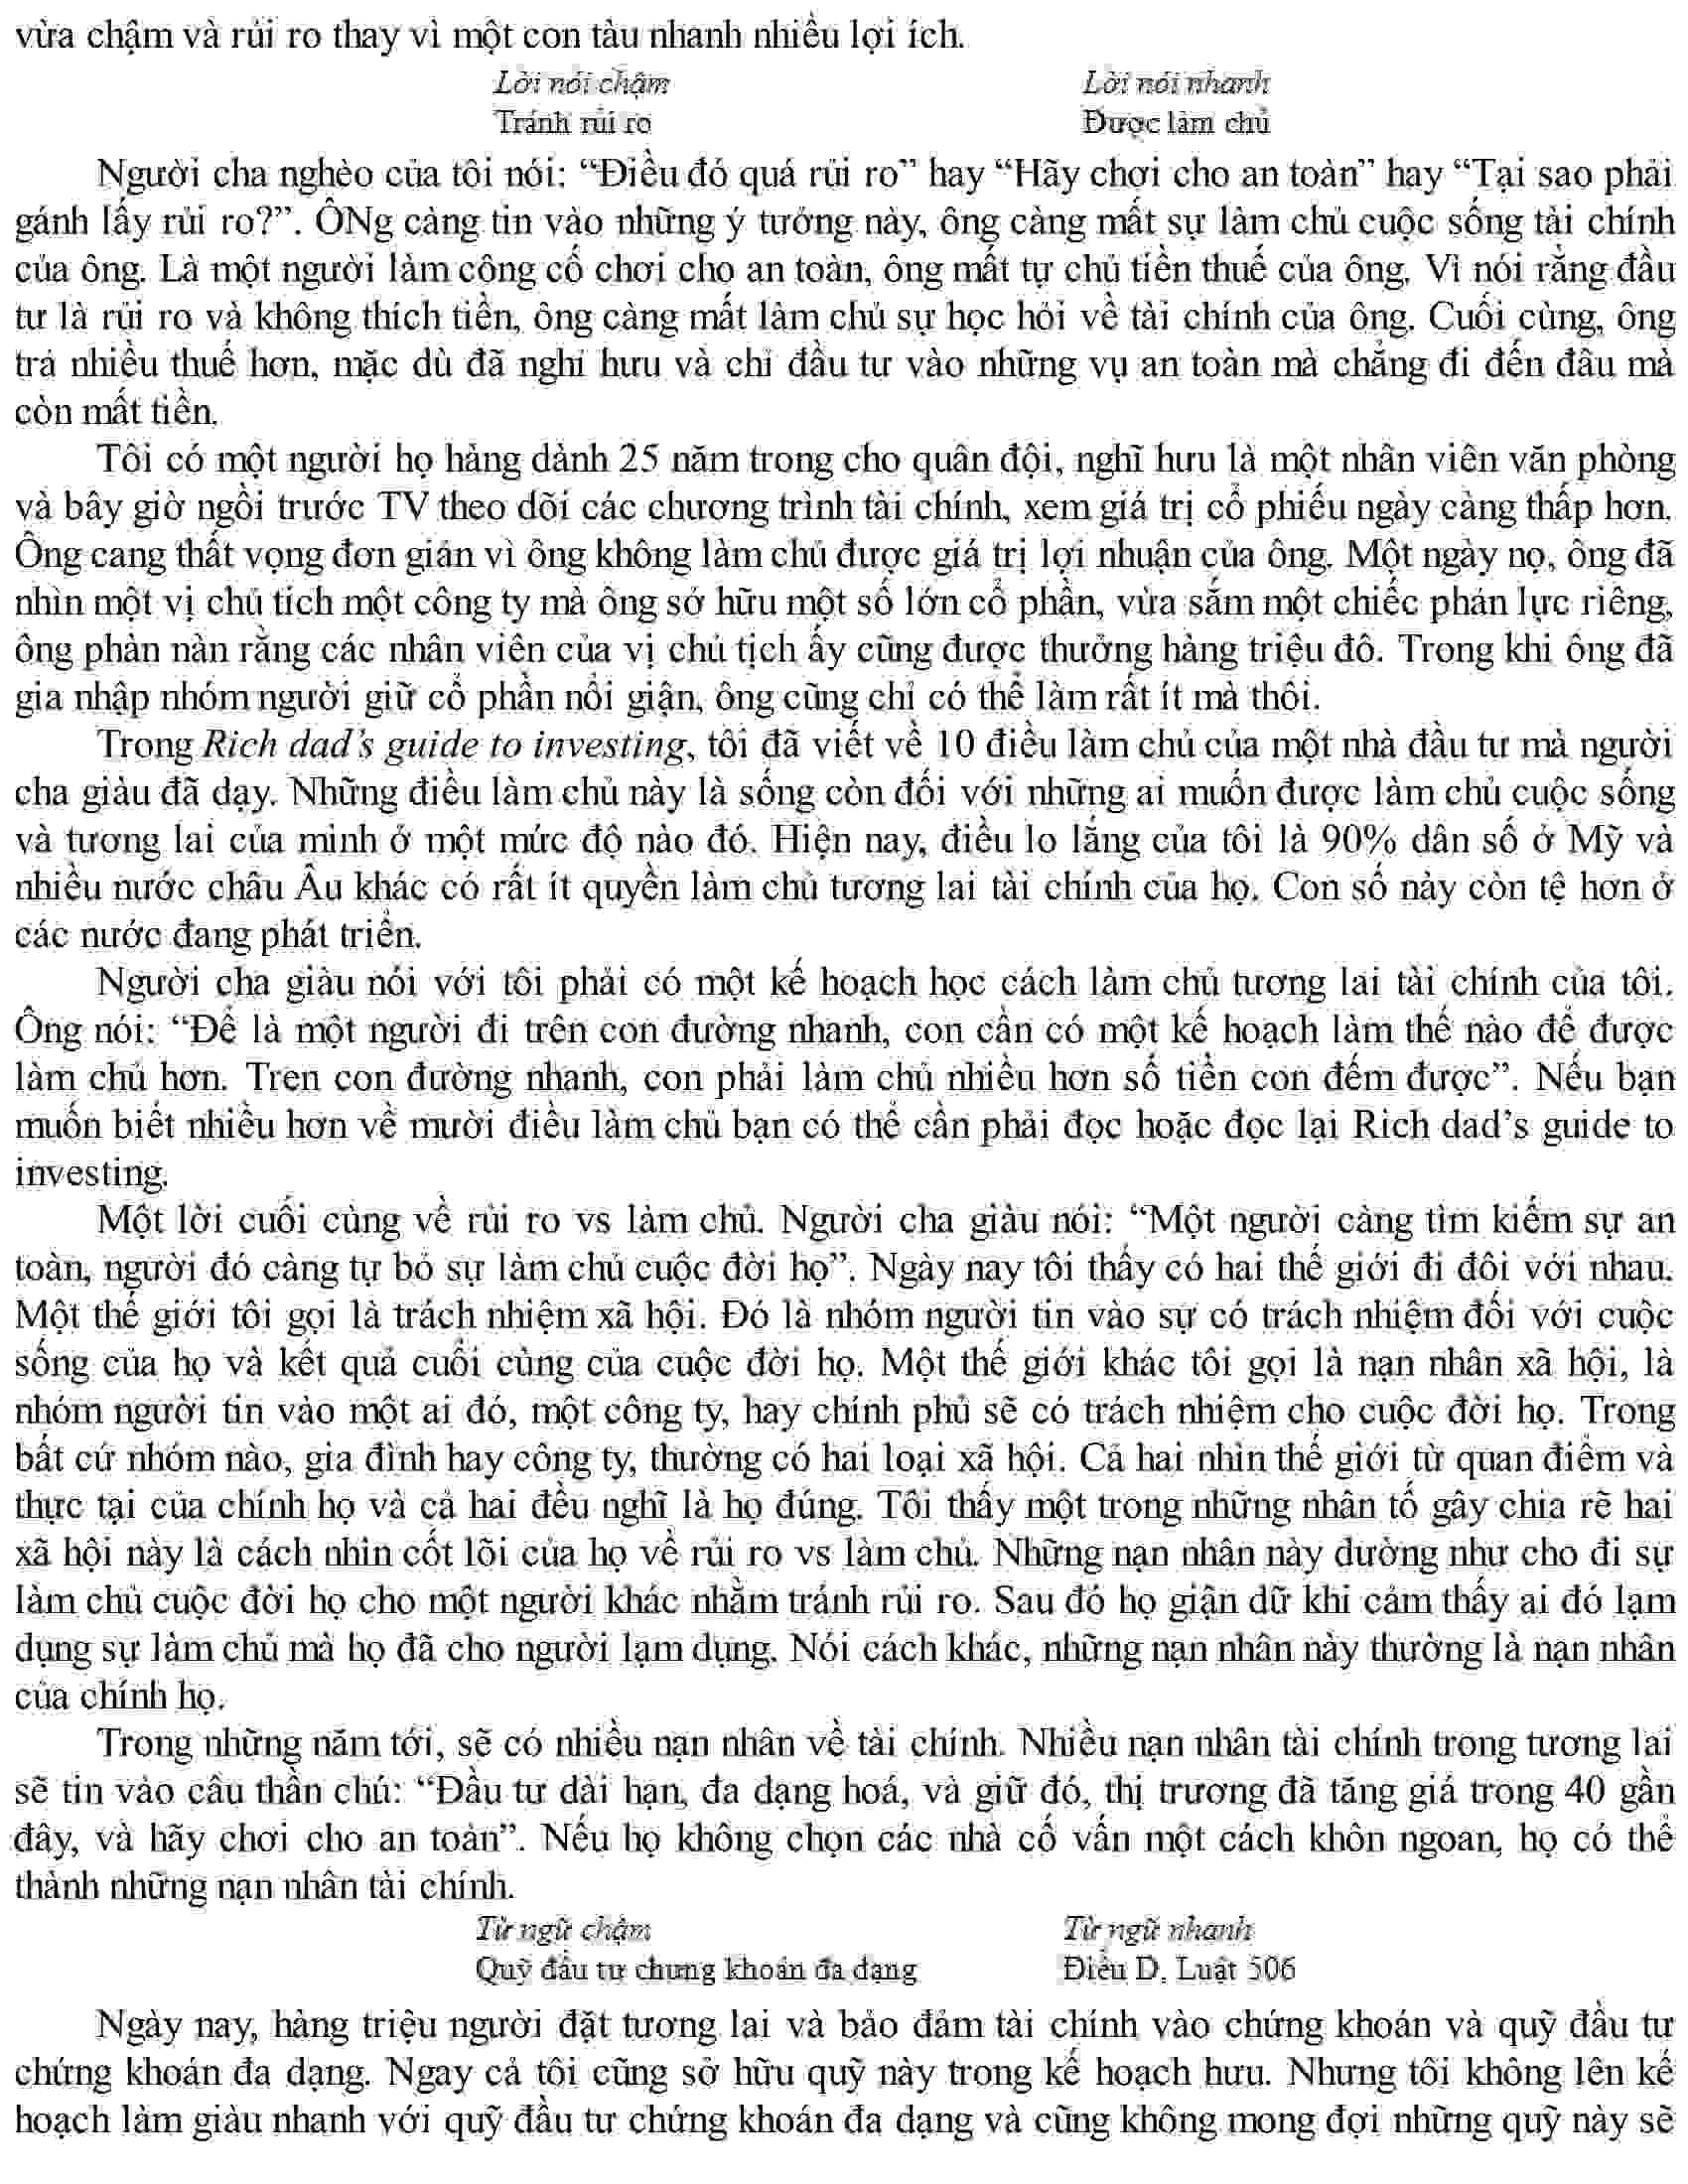 vừa chậm và rủi ro thay vì một con tàu nhanh nhiều lợi ích.
Lời nói chậm Lời nói nhanh
Tránh rủi ro Được làm chủ
Người cha nghèo của tôi nói: “Điều đó quá rủi ro” hay “Hãy chơi cho an toàn” hay “Tại sao phải
gánh lấy rủi ro?”. ÔNg càng tin vào những ý tưởng này, ông càng mất sự làm chủ cuộc sống tài chính
của ông. Là một người làm công cố chơi cho an toàn, ông mất tự chủ tiền thuế của ông. Vì nói rằng đầu
tư là rủi ro và không thích tiền, ông càng mất làm chủ sự học hỏi về tài chính của ông. Cuối cùng, ông
trả nhiều thuế hơn, mặc dù đã nghỉ hưu và chỉ đầu tư vào những vụ an toàn mà chẳng đi đến đâu mà
còn mất tiền.
Tôi có một người họ hàng dành 25 năm trong cho quân đội, nghĩ hưu là một nhân viên văn phòng
và bây giờ ngồi trước TV theo dõi các chương trình tài chính, xem giá trị cổ phiếu ngày càng thấp hơn.
Ông cang thất vọng đơn giản vì ông không làm chủ được giá trị lợi nhuận của ông. Một ngày nọ, ông đã
nhìn một vị chủ tich một công ty mà ông sở hữu một số lớn cổ phần, vừa sắm một chiếc phản lực riêng,
ông phàn nàn rằng các nhân viên của vị chủ tịch ấy cũng được thưởng hàng triệu đô. Trong khi ông đã
gia nhập nhóm người giữ cổ phần nổi giận, ông cũng chỉ có thể làm rất ít mà thôi.
Trong Rich dad’s guide to investing, tôi đã viết về 10 điều làm chủ của một nhà đầu tư mà người
cha giàu đã dạy. Những điều làm chủ này là sống còn đối với những ai muốn được làm chủ cuộc sống
và tương lai của mình ở một mức độ nào đó. Hiện nay, điều lo lắng của tôi là 90% dân số ở Mỹ và
nhiều nước châu Âu khác có rất ít quyền làm chủ tương lai tài chính của họ. Con số này còn tệ hơn ở
các nước đang phát triển.
Người cha giàu nói với tôi phải có một kế hoạch học cách làm chủ tương lai tài chính của tôi.
Ông nói: “Để là một người đi trên con đường nhanh, con cần có một kế hoạch làm thế nào để được
làm chủ hơn. Tren con đường nhanh, con phải làm chủ nhiều hơn số tiền con đếm được”. Nếu bạn
muốn biết nhiều hơn về mười điều làm chủ bạn có thể cần phải đọc hoặc đọc lại Rich dad’s guide to
investing.
Một lời cuối cùng về rủi ro vs làm chủ. Người cha giàu nói: “Một người càng tìm kiếm sự an
toàn, người đó càng tự bỏ sự làm chủ cuộc đời họ”. Ngày nay tôi thấy có hai thế giới đi đôi với nhau.
Một thế giới tôi gọi là trách nhiệm xã hội. Đó là nhóm người tin vào sự có trách nhiệm đối với cuộc
sống của họ và kết quả cuối cùng của cuộc đời họ. Một thế giới khác tôi gọi là nạn nhân xã hội, là
nhóm người tin vào một ai đó, một công ty, hay chính phủ sẽ có trách nhiệm cho cuộc đời họ. Trong
bất cứ nhóm nào, gia đình hay công ty, thường có hai loại xã hội. Cả hai nhìn thế giới từ quan điểm và
thực tại của chính họ và cả hai đều nghĩ là họ đúng. Tôi thấy một trong những nhân tố gây chia rẽ hai
xã hội này là cách nhìn cốt lõi của họ về rủi ro vs làm chủ. Những nạn nhân này dường như cho đi sự
làm chủ cuộc đời họ cho một người khác nhằm tránh rủi ro. Sau đó họ giận dữ khi cảm thấy ai đó lạm
dụng sự làm chủ mà họ đã cho người lạm dụng. Nói cách khác, những nạn nhân này thường là nạn nhân
của chính họ.
Trong những năm tới, sẽ có nhiều nạn nhân về tài chính. Nhiều nạn nhân tài chính trong tương lai
sẽ tin vào câu thần chú: “Đầu tư dài hạn, đa dạng hoá, và giữ đó, thị trương đã tăng giá trong 40 gần
đây, và hãy chơi cho an toàn”. Nếu họ không chọn các nhà cố vấn một cách khôn ngoan, họ có thể
thành những nạn nhân tài chính.
Từ ngữ chậm Từ ngữ nhanh
Quỹ đầu tư chưng khoán đa dạng Điều D, Luật 506
Ngày nay, hàng triệu người đặt tương lai và bảo đảm tài chính vào chứng khoán và quỹ đầu tư
chứng khoán đa dạng. Ngay cả tôi cũng sở hữu quỹ này trong kế hoạch hưu. Nhưng tôi không lên kế
hoạch làm giàu nhanh với quỹ đầu tư chứng khoán đa dạng và cũng không mong đợi những quỹ này sẽ